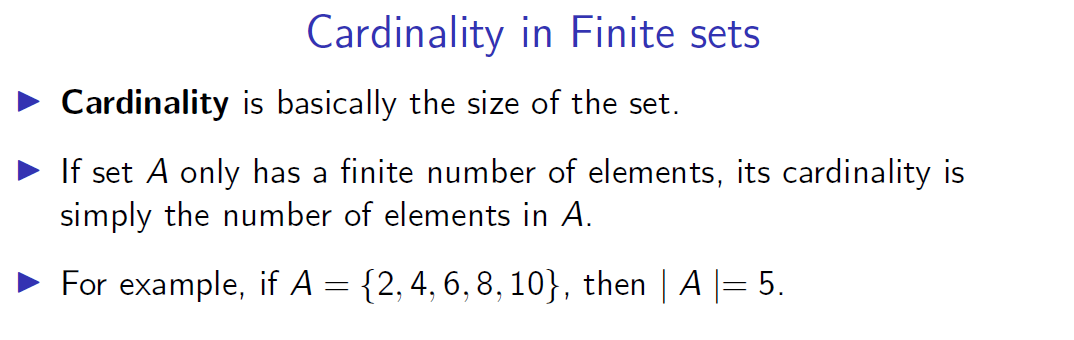 Cardinality in Finite sets
▶ Cardinality is basically the size of the set.
▶ If set A only has a finite number of elements, its cardinality is
simply the number of elements in A.
▶ For example, if A = {2, 4, 6, 8, 10}, then | A |= 5.